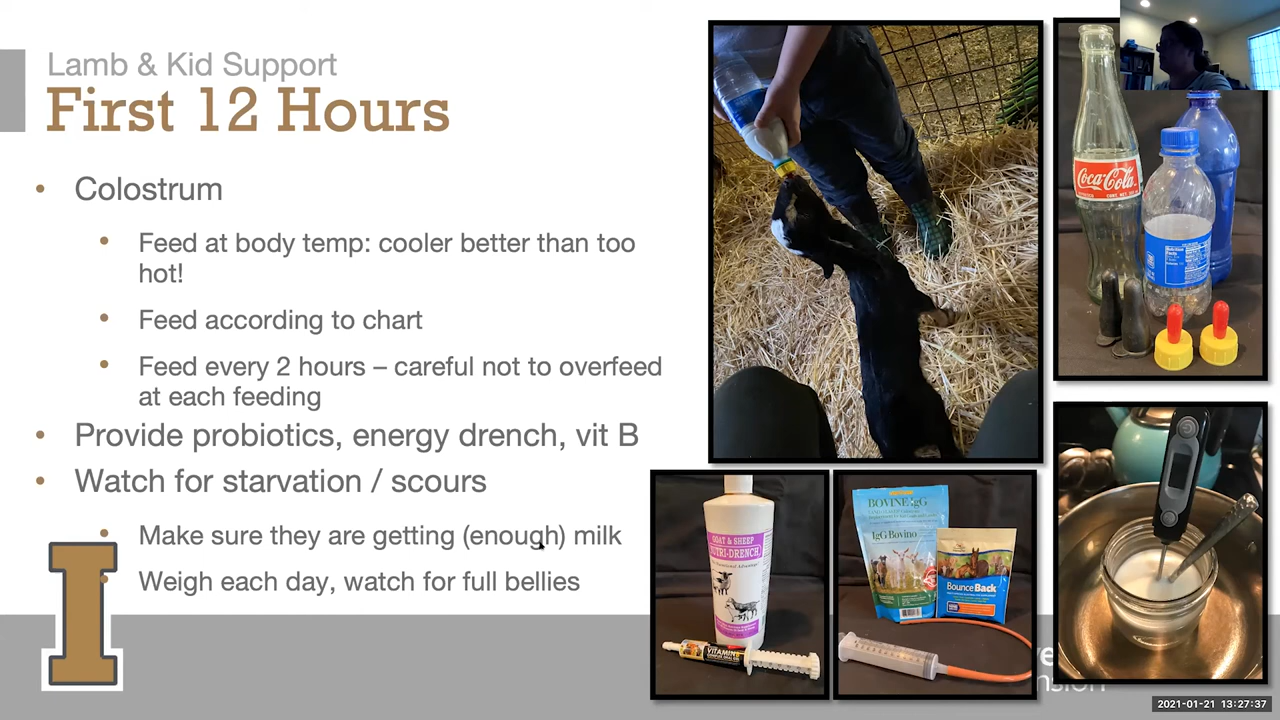 Lamb & Kid Support
First 12 Hours
• Colostrum
• Feed at body temp: cooler better than too
hot!
• Feed according to chart
• Feed every 2 hours – careful not to overfeed
at each feeding
• Provide probiotics, energy drench, vit B
• Watch for starvation / scours
• Make sure they are getting (enough) milk
• Weigh each day, watch for full bellies
I
Coca-Cola
GOAT & SHEEP
NUTRI-DRENCH
VITAMIN
BOVINE IgG
IgG Bovino
BounceBack
2021-01-21 13:27:37